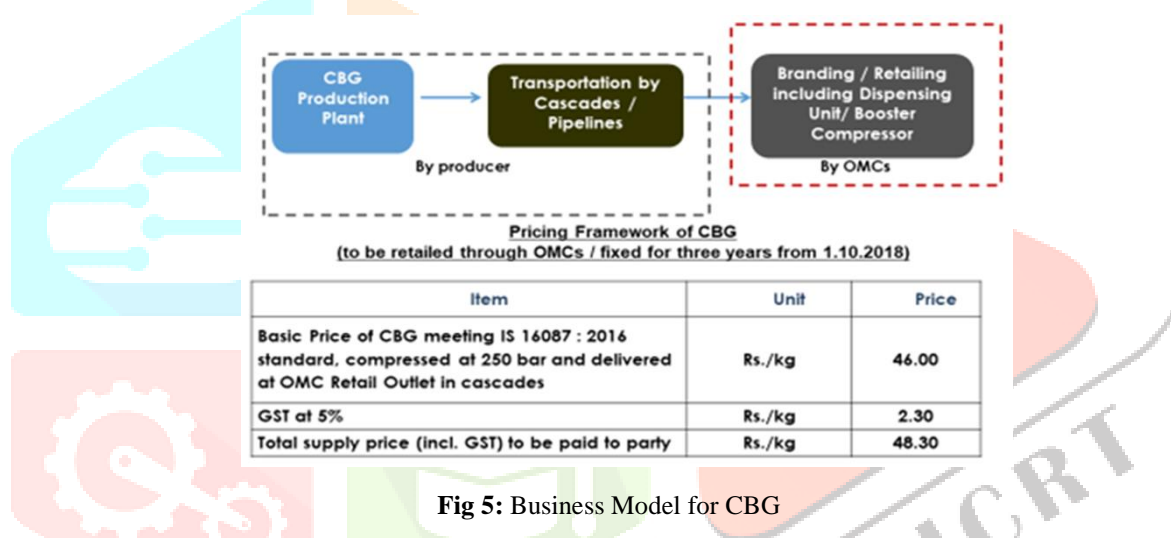 CBG
Production
Plant
Transportation by
Cascades /
Pipelines
Branding / Retailing
including Dispensing
Unit/ Booster
Compressor
By producer
By OMCs
Pricing Framework of CBG
(to be retailed through OMCs / fixed for three years from 1.10.2018)
Item Unit Price
Basic Price of CBG meeting IS 16087 : 2016
standard, compressed at 250 bar and delivered
at OMC Retail Outlet in cascades
Rs./kg 46.00
GST at 5% Rs./kg 2.30
Total supply price (incl. GST) to be paid to party Rs./kg 48.30
Fig 5: Business Model for CBG
CRT